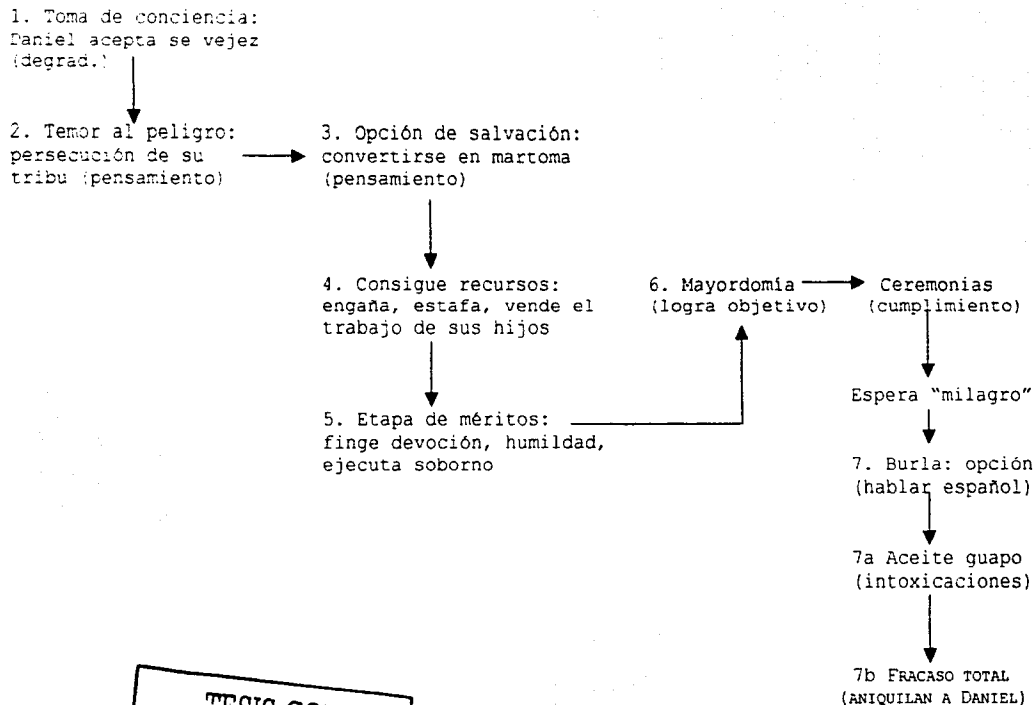 1. Toma de conciencia:
Daniel acepta se vejez
(degrad.)
2. Temor al peligro:
persecución de su
tribu (pensamiento)
3. Opción de salvación:
convertirse en martoma
(pensamiento)
4. Consigue recursos:
engaña, estafa, vende el
trabajo de sus hijos
5. Etapa de méritos:
finge devoción, humildad,
ejecuta soborno
6. Mayordomía
(logra objetivo)
Ceremonias
(cumplimiento)
Espera "milagro"
7. Burla: opción
(hablar español)
7a Aceite guapo
(intoxicaciones)
7b FRACASO TOTAL
(ANIQUILAN A DANIEL)
TESIS CON